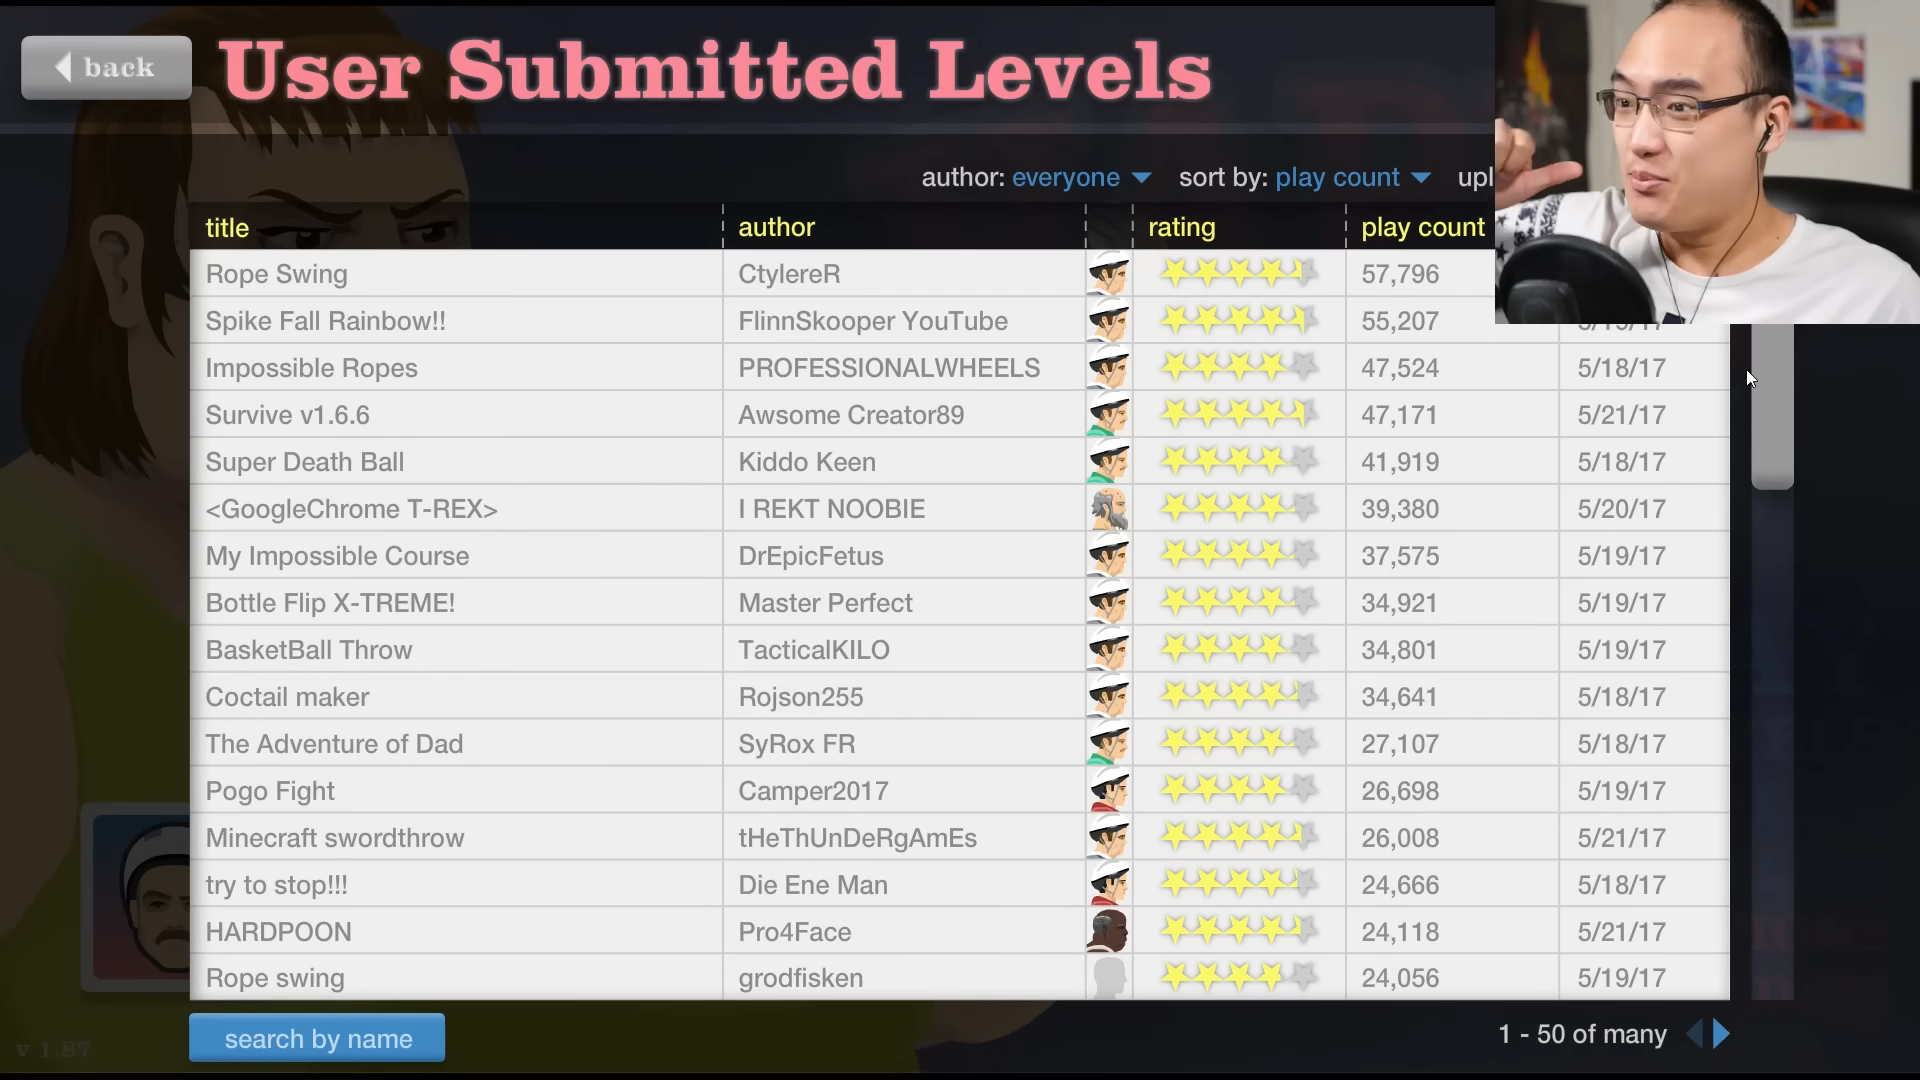 back
User Submitted Levels
author: everyone sort by: play count upl
title author rating play count
Rope Swing CtylereR 57,796
Spike Fall Rainbow!! FlinnSkooper YouTube 55,207
Impossible Ropes PROFESSIONALWHEELS 47,524 5/18/17
Survive v1.6.6 Awsome Creator89 47,171 5/21/17
Super Death Ball Kiddo Keen 41,919 5/18/17
<GoogleChrome T-REX> I REKT NOOBIE 39,380 5/20/17
My Impossible Course DrEpicFetus 37,575 5/19/17
Bottle Flip X-TREME! Master Perfect 34,921 5/19/17
BasketBall Throw TacticalKILO 34,801 5/19/17
Coctail maker Rojson255 34,641 5/18/17
The Adventure of Dad SyRox FR 27,107 5/18/17
Pogo Fight Camper2017 26,698 5/19/17
Minecraft swordthrow tHeThUnDeRgAmEs 26,008 5/21/17
try to stop!!! Die Ene Man 24,666 5/18/17
HARDPOON Pro4Face 24,118 5/21/17
Rope swing grodfisken 24,056 5/19/17
search by name
1 - 50 of many
v 1.87